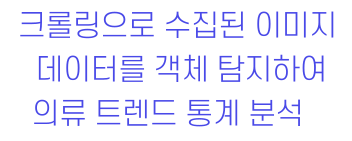 크롤링으로 수집된 이미지
데이터를 객체 탐지하여
의류 트렌드 통계 분석